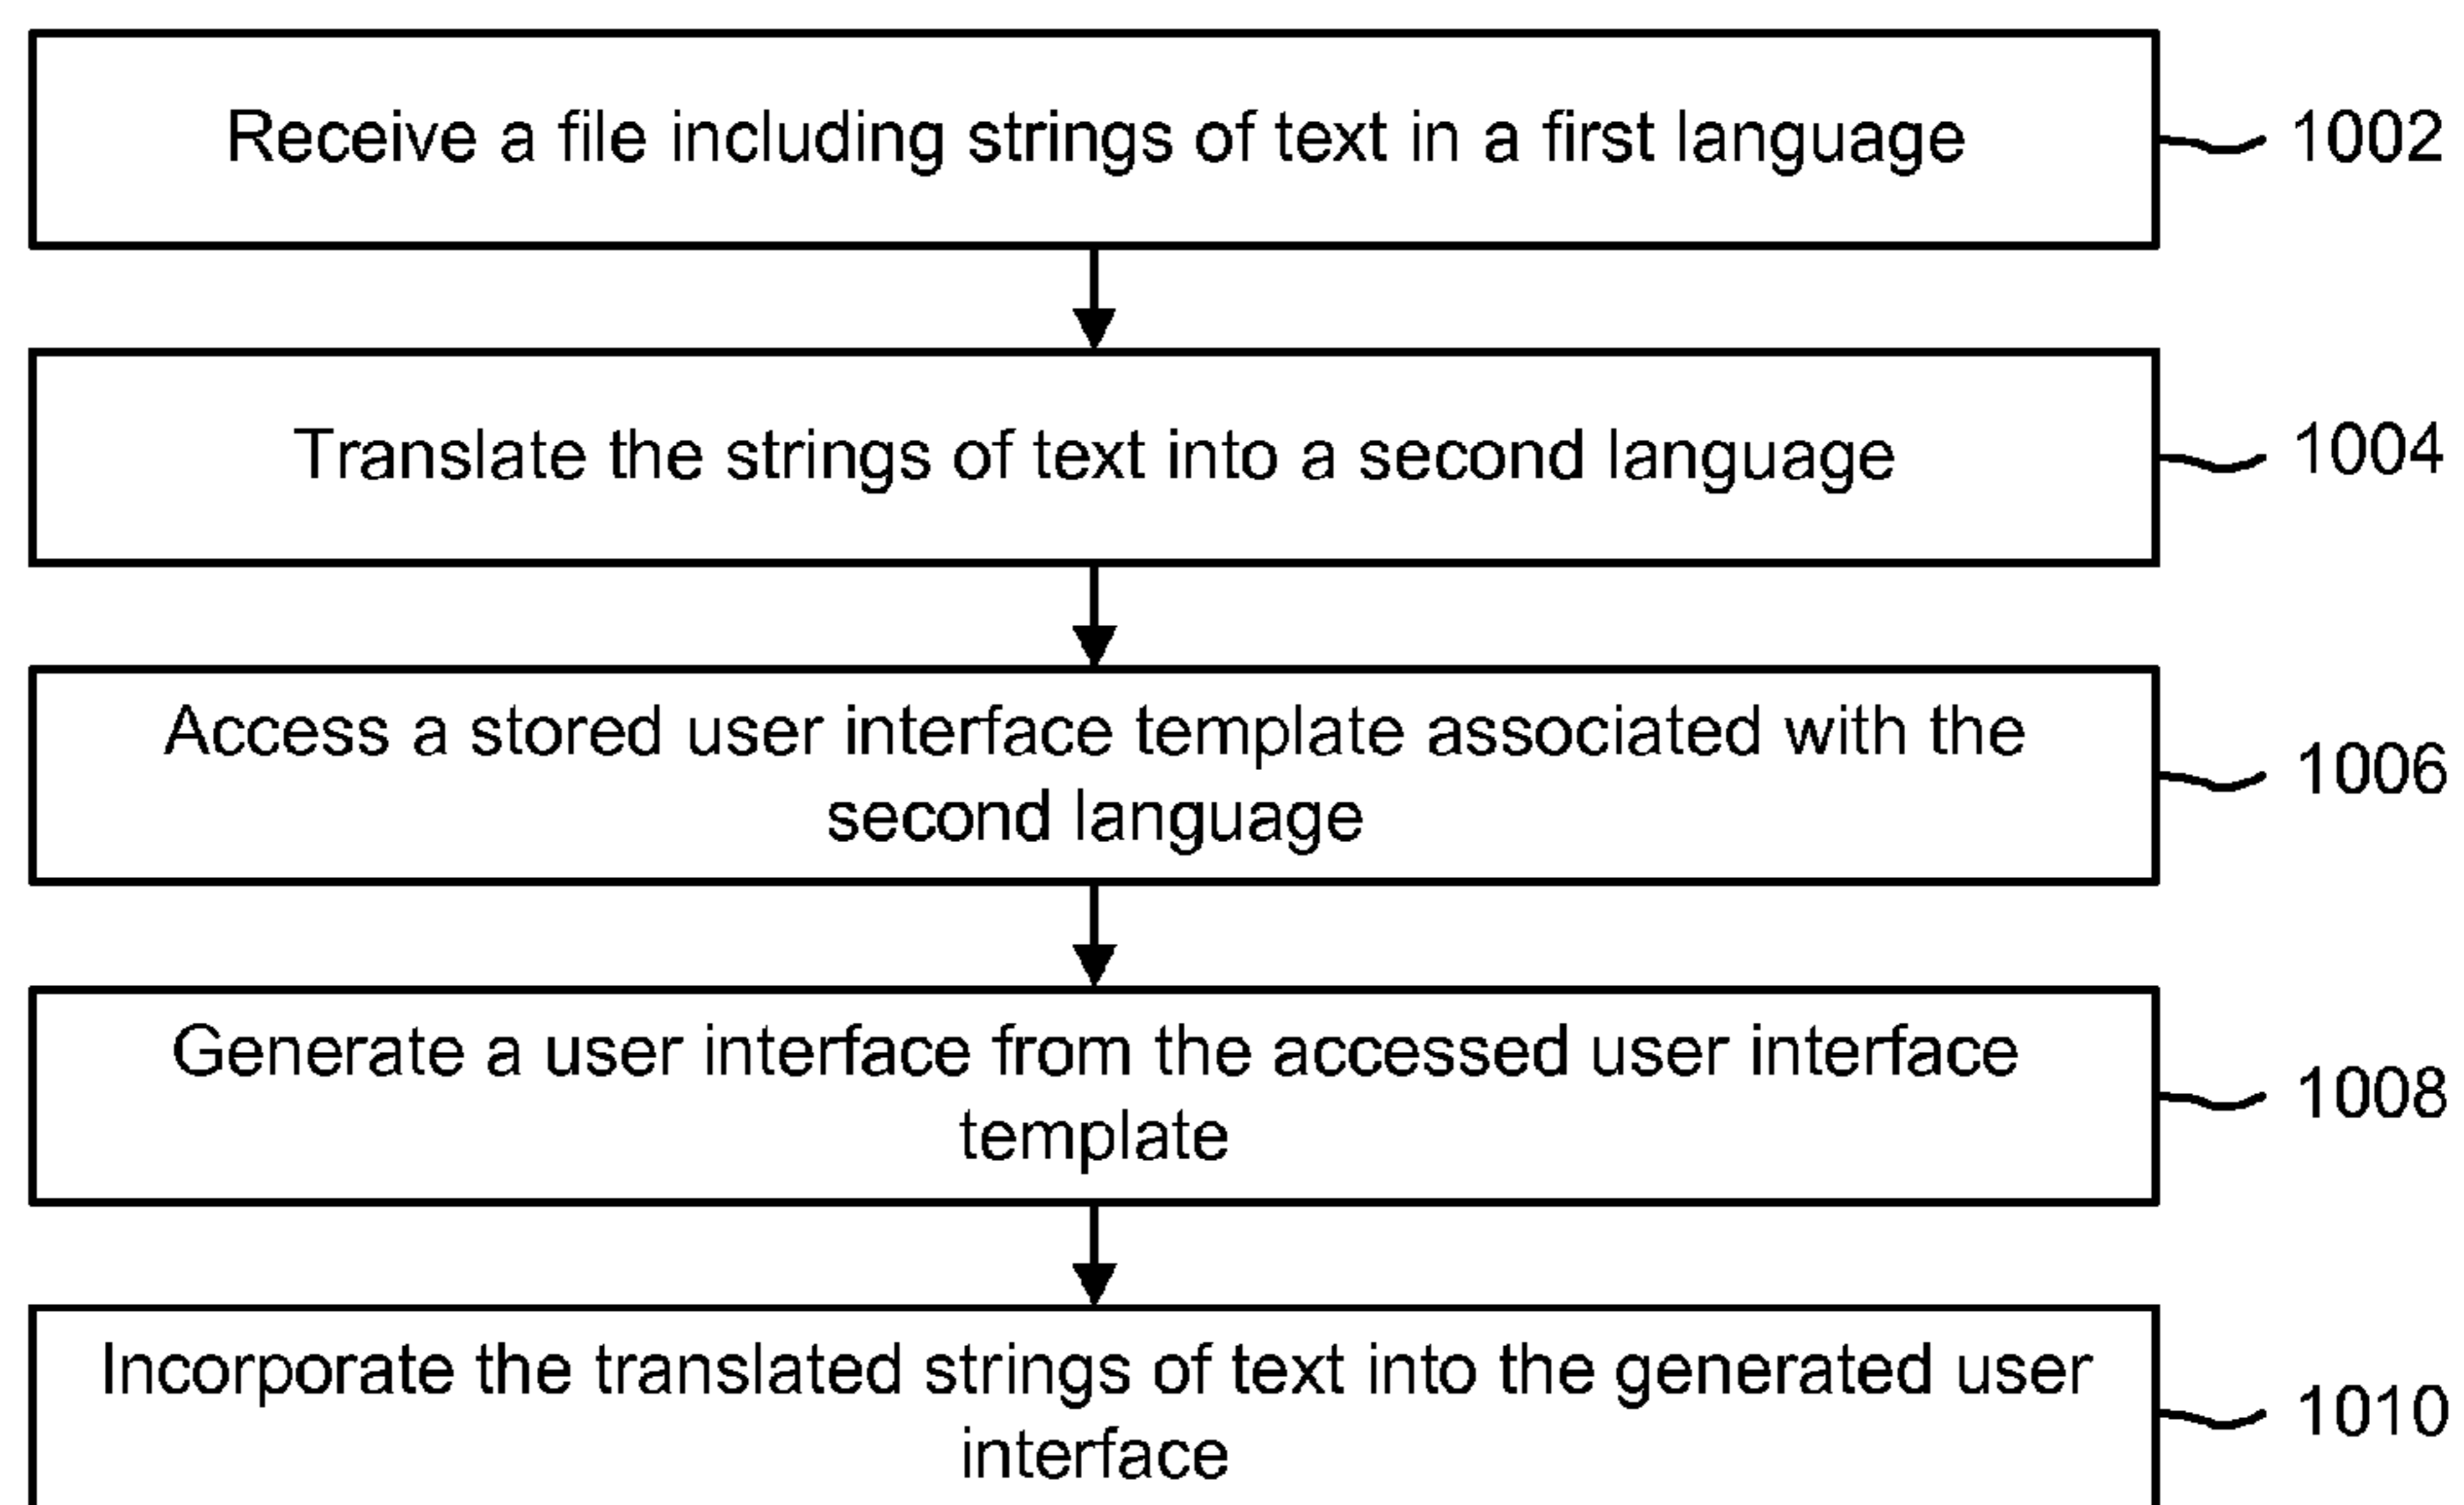 Receive a file including strings of text in a first language
1002
Translate the strings of text into a second language
1004
Access a stored user interface template associated with the
second language
1006
Generate a user interface from the accessed user interface
template
1008
Incorporate the translated strings of text into the generated user
interface
1010